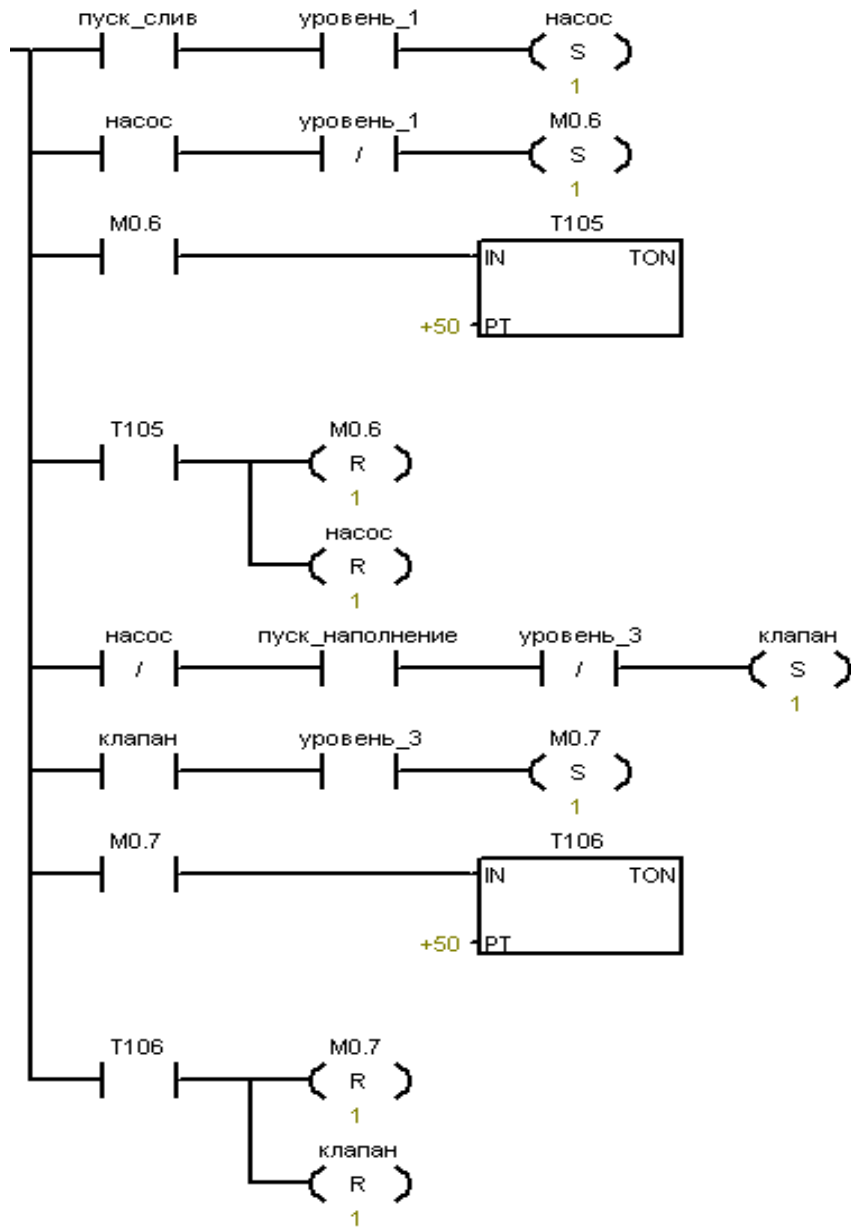 пуск_слив уровень_1 насос
S
1
насос уровень_1 M0.6
/ S
1
M0.6 T105
IN TON
+50 PT
T105 M0.6
R
1
насос
R
1
насос пуск_наполнение уровень_3 клапан
/ / S
1
клапан уровень_3 M0.7
S
1
M0.7 T106
IN TON
+50 PT
T106 M0.7
R
1
клапан
R
1